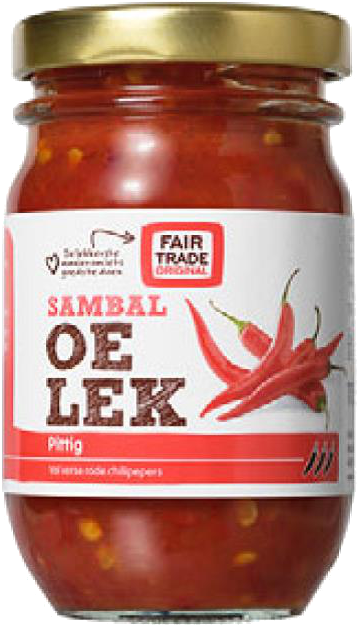 FAIR
TRADE
ORIGINAL
SAMBAL
OE
LEK
Pittig
Vol verse rode chilipepers